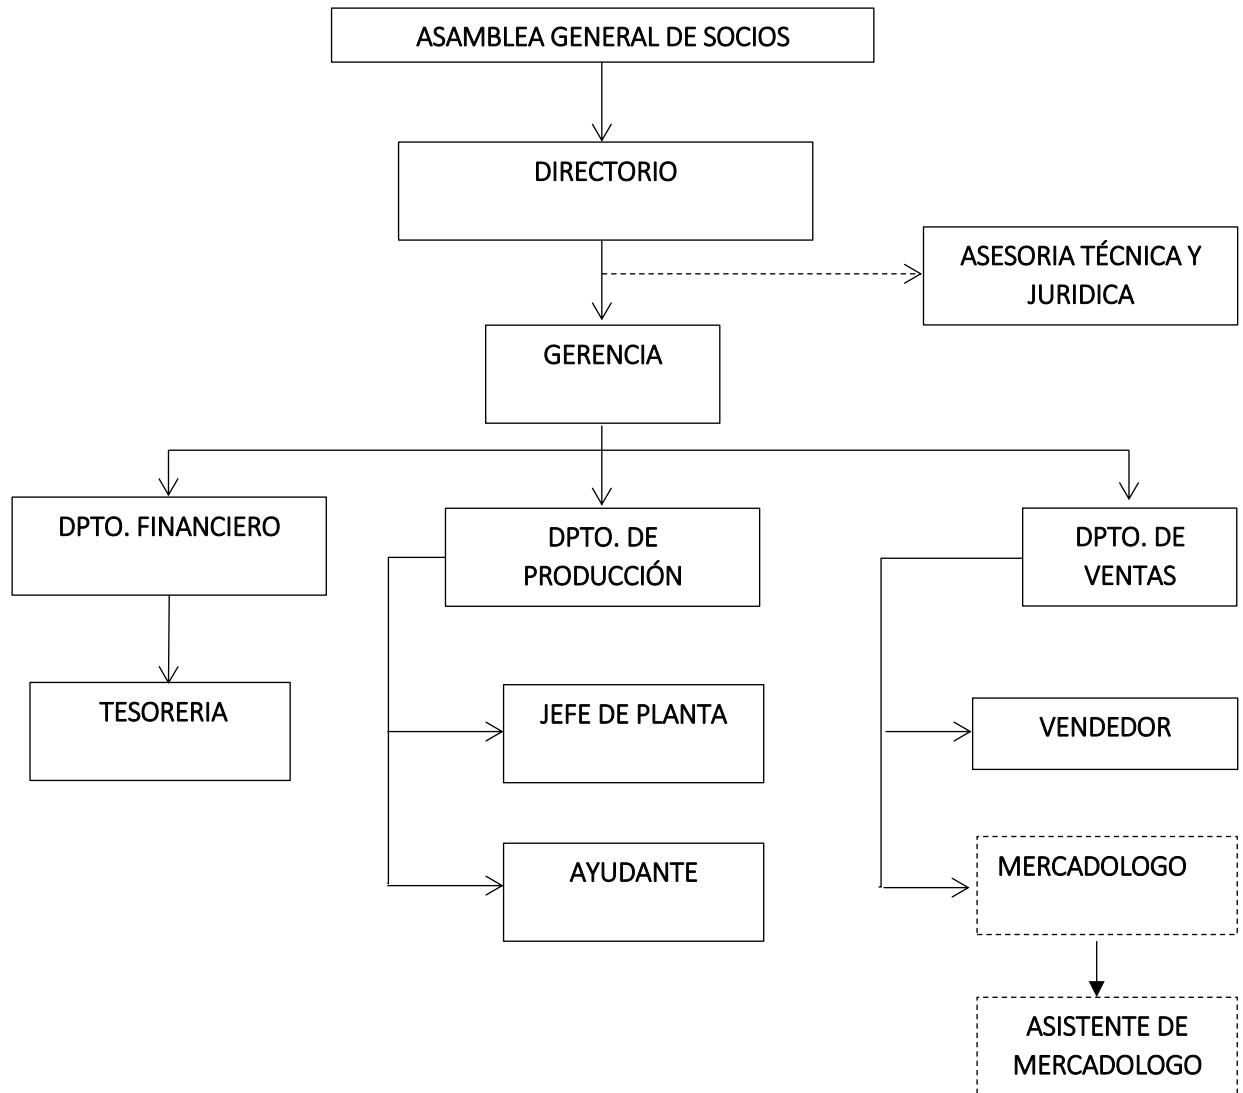 ASAMBLEA GENERAL DE SOCIOS
DIRECTORIO
ASESORIA TÉCNICA Y
JURIDICA
GERENCIA
DPTO. FINANCIERO
DPTO. DE
PRODUCCIÓN
DPTO. DE
VENTAS
TESORERIA
JEFE DE PLANTA
VENDEDOR
AYUDANTE
MERCADOLOGO
ASISTENTE DE
MERCADOLOGO